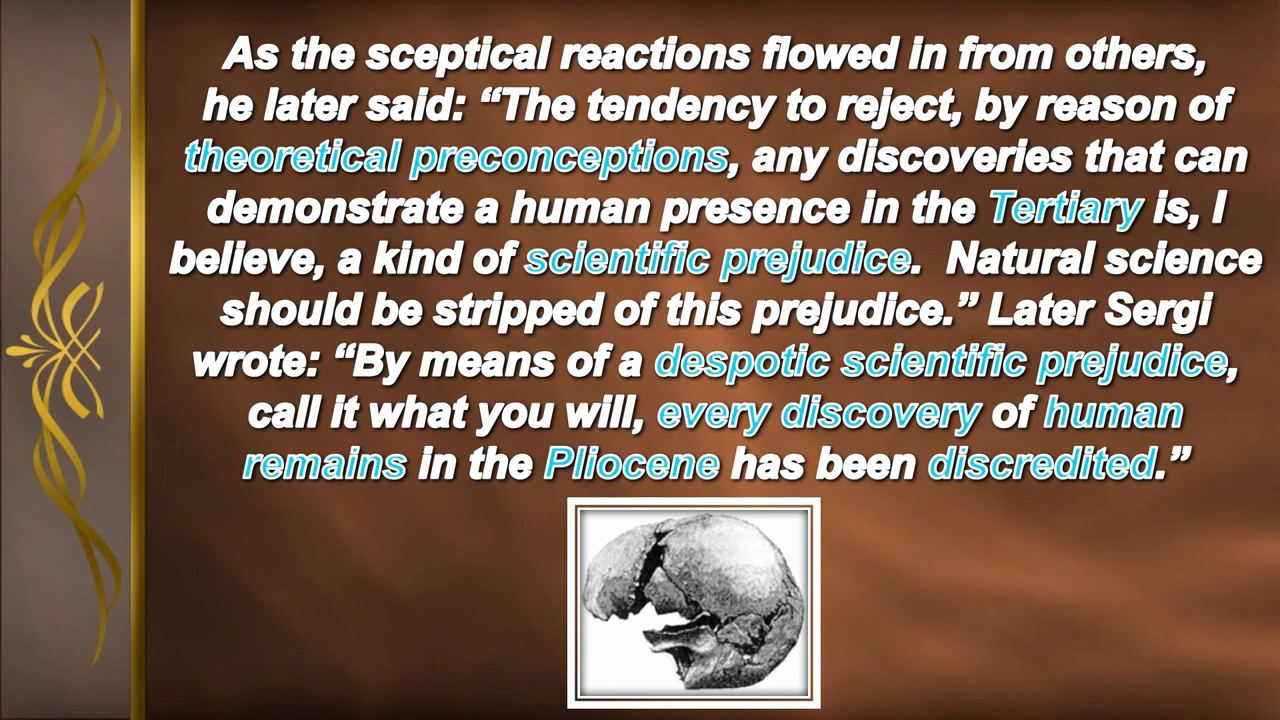 As the sceptical reactions flowed in from others,
he later said: “The tendency to reject, by reason of
theoretical preconceptions, any discoveries that can
demonstrate a human presence in the Tertiary is, I
believe, a kind of scientific prejudice.  Natural science
should be stripped of this prejudice.” Later Sergi
wrote: “By means of a despotic scientific prejudice,
call it what you will, every discovery of human
remains in the Pliocene has been discredited.”